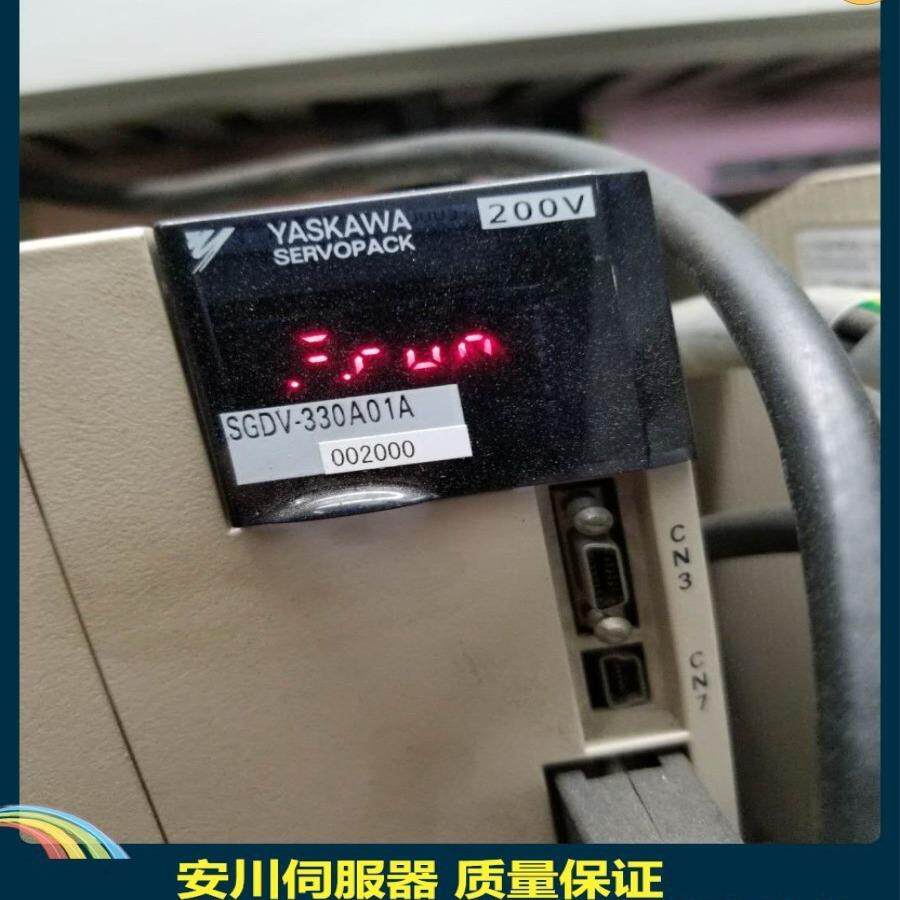 YASKAWA
200V
SERVOPACK
run
SGDV-330A01A
002000
CN3
CN7
安川伺服器 质量保证